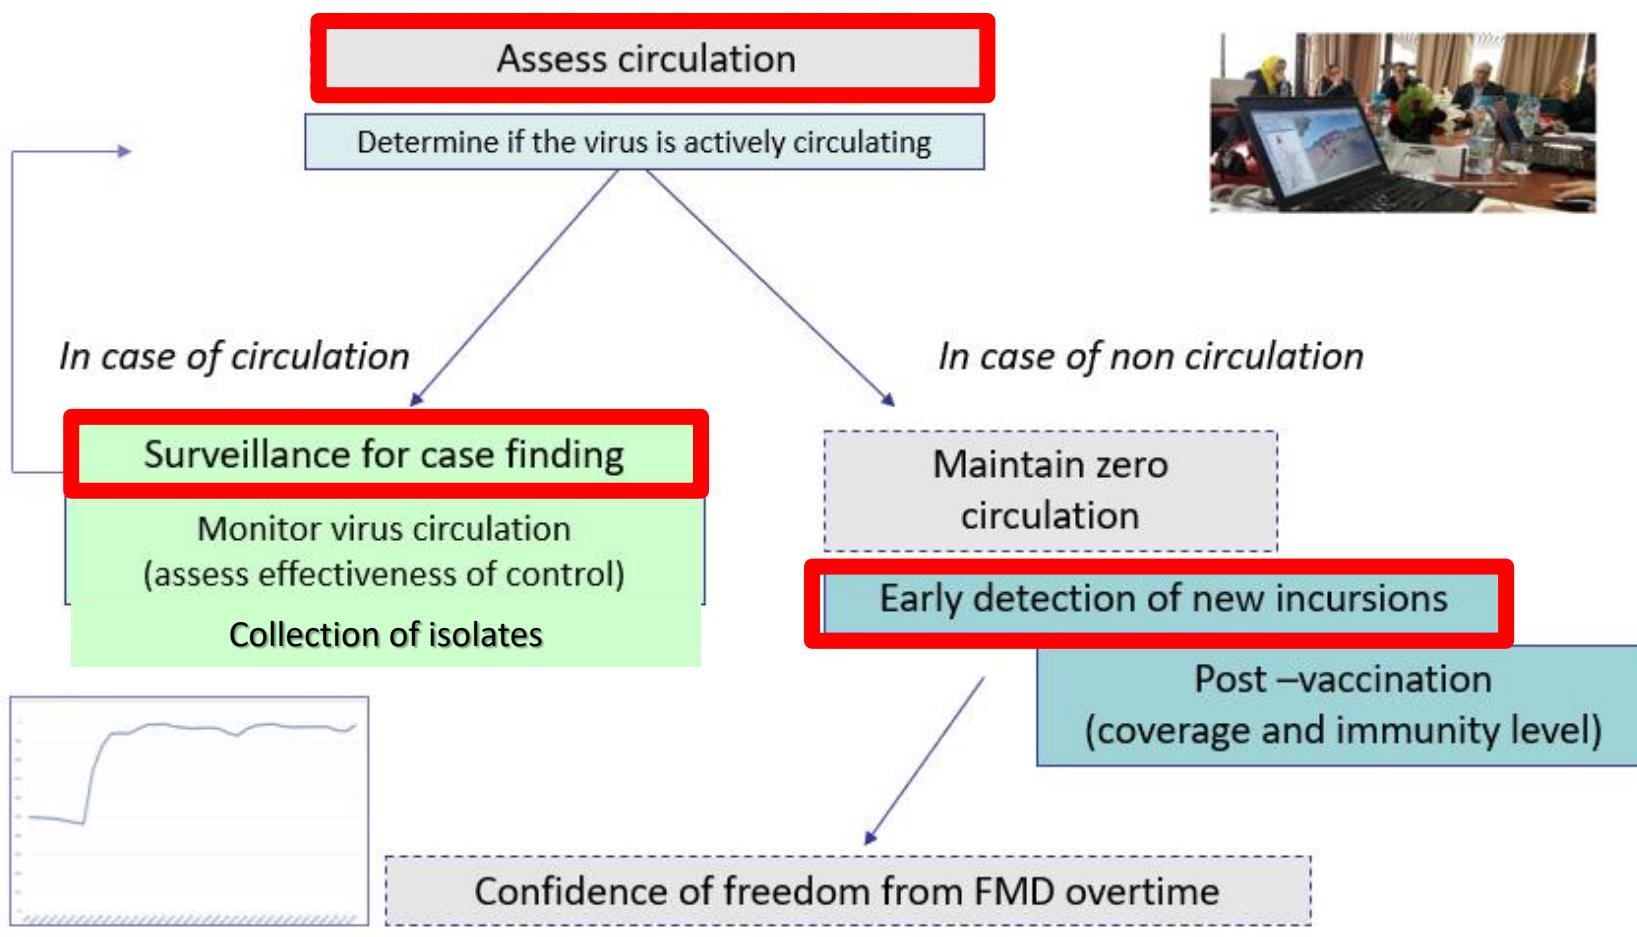 Assess circulation
Determine if the virus is actively circulating
In case of circulation
In case of non circulation
Surveillance for case finding
Monitor virus circulation
(assess effectiveness of control)
Collection of isolates
Maintain zero
circulation
Early detection of new incursions
Post –vaccination
(coverage and immunity level)
Confidence of freedom from FMD overtime